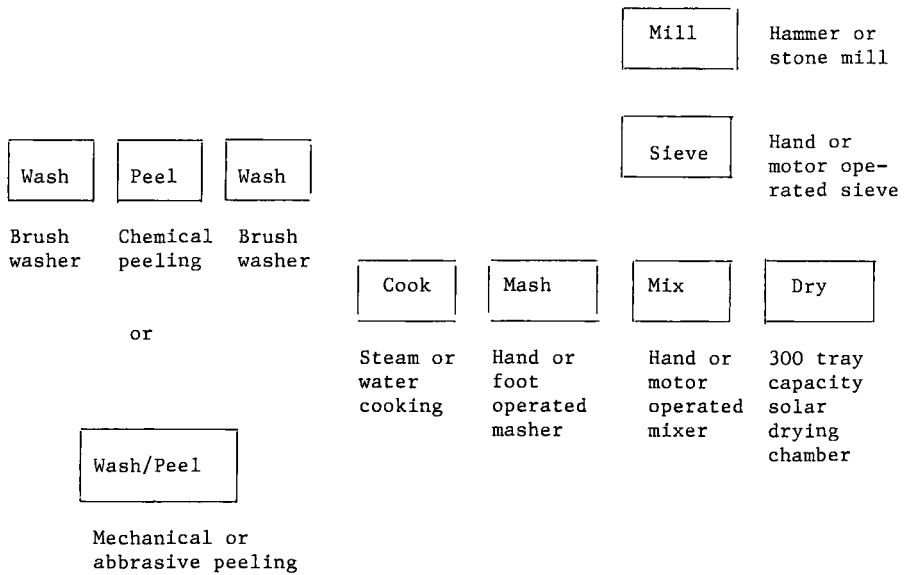 Mill
Hammer or
stone mill
Sieve
Hand or
motor ope-
rated sieve
Wash
Peel
Wash
Brush
washer
Chemical
peeling
Brush
washer
or
Wash/Peel
Mechanical or
abbrasive peeling
Cook
Mash
Mix
Dry
Steam or
water
cooking
Hand or
foot
operated
masher
Hand or
motor
operated
mixer
300 tray
capacity
solar
drying
chamber